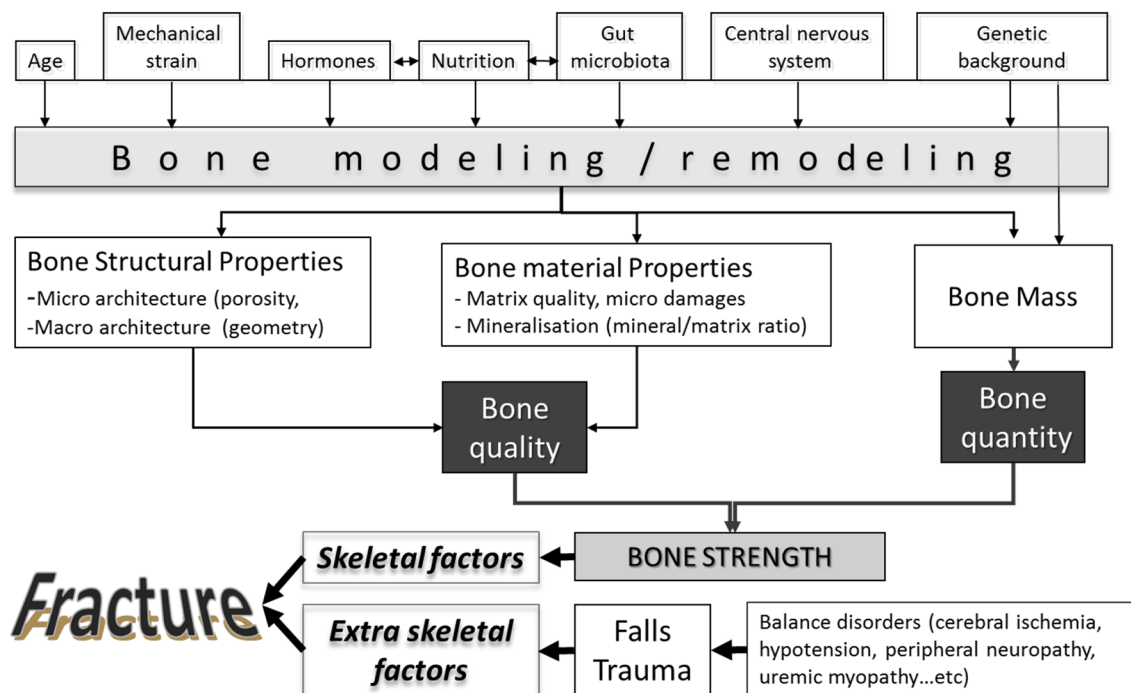 Age
Mechanical
strain
Hormones
Nutrition
Gut
microbiota
Central nervous
system
Genetic
background
Bone modeling / remodeling
Bone Structural Properties
-Micro architecture (porosity,
-Macro architecture (geometry)
Bone material Properties
- Matrix quality, micro damages
- Mineralisation (mineral/matrix ratio)
Bone Mass
Bone
quality
Bone
quantity
BONE STRENGTH
Skeletal factors
Fracture
Extra skeletal
factors
Falls
Trauma
Balance disorders (cerebral ischemia,
hypotension, peripheral neuropathy,
uremic myopathy...etc)